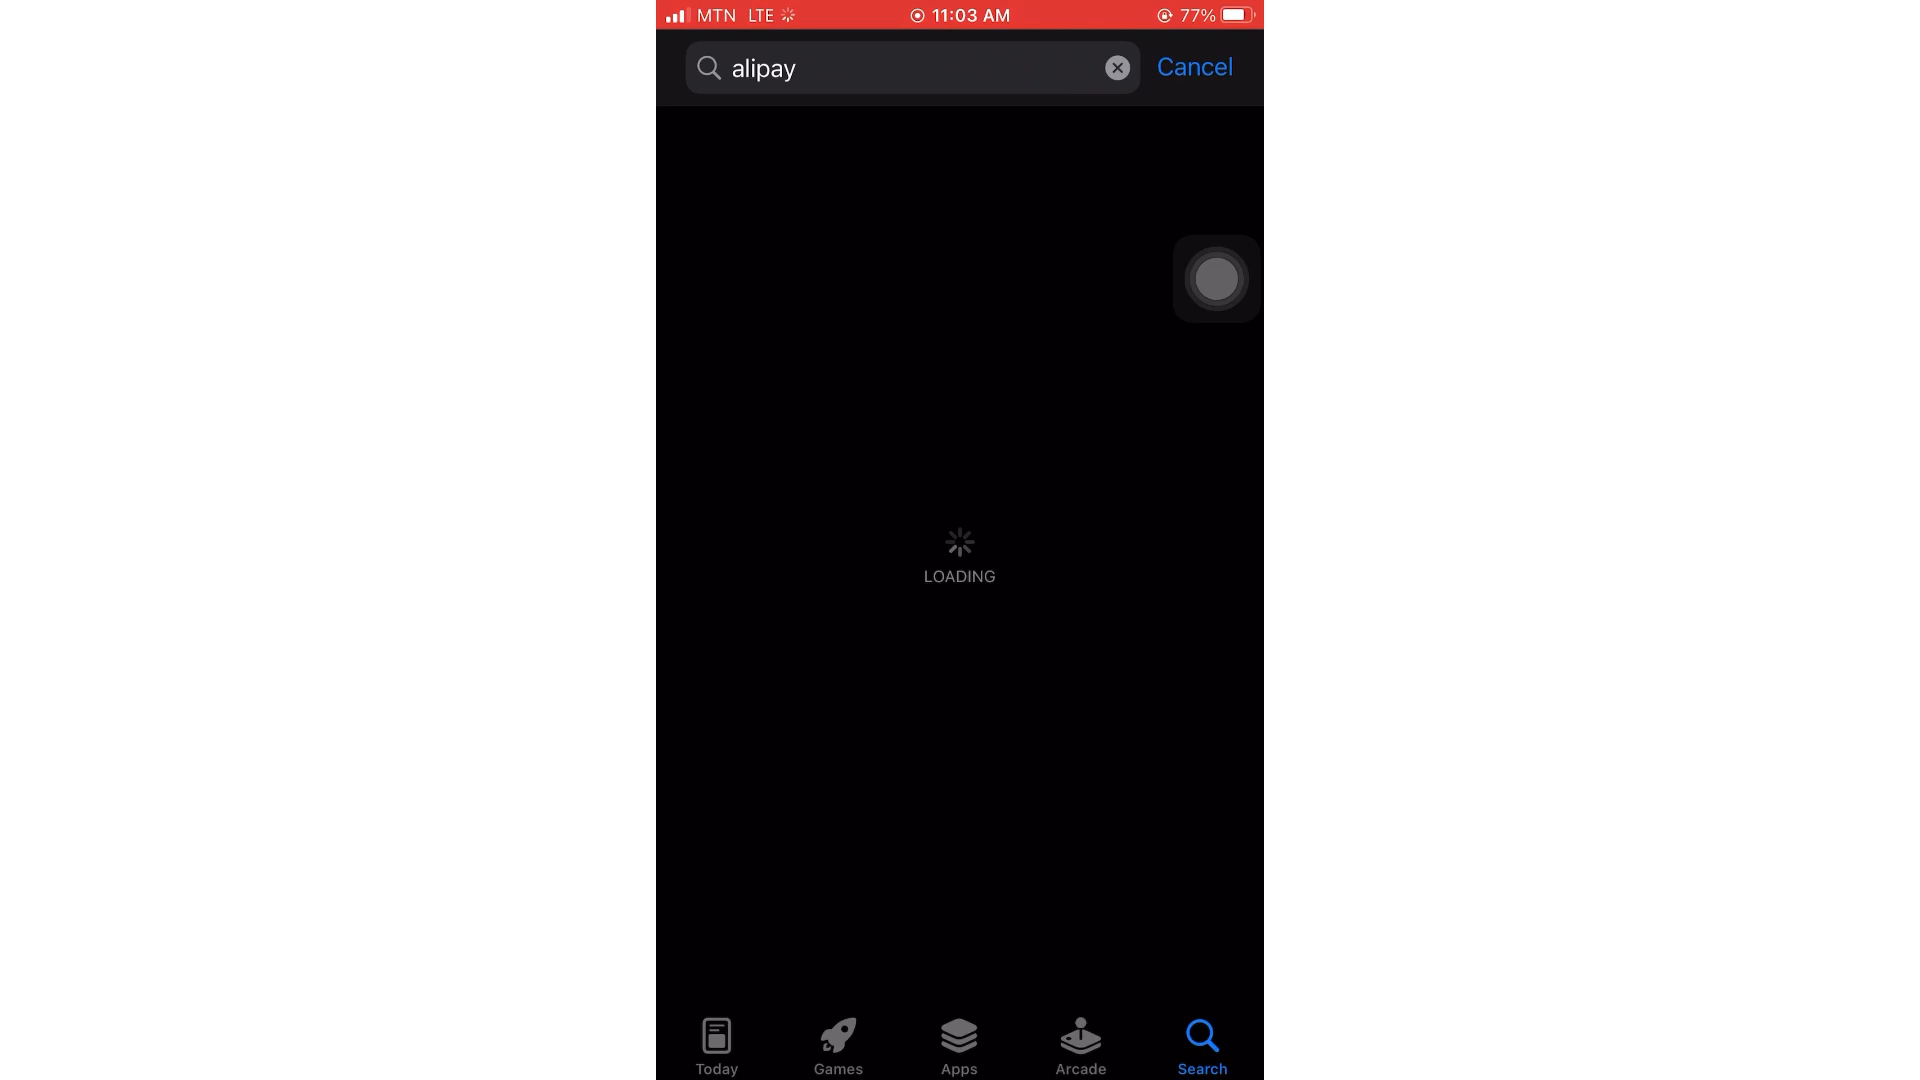 MTN LTE 11:03 AM 77%
alipay Cancel
LOADING
Today Games Apps Arcade Search